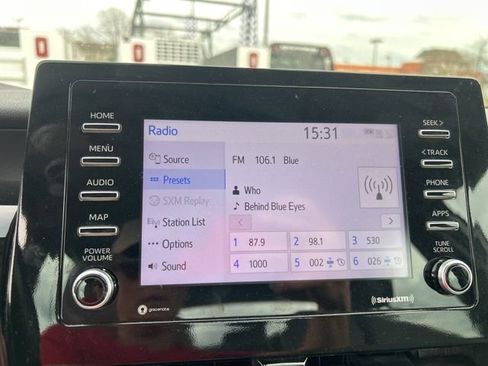 HOME
MENU
AUDIO
MAP
POWER
VOLUME
gracenote
Radio
15:31
Source
Presets
SXM Replay
Station List
Options
Sound
FM 106.1 Blue
Who
Behind Blue Eyes
1 87.9
2 98.1
3 530
4 1000
5 002
6 026
SEEK >
< TRACK
PHONE
APPS
TUNE
SCROLL
SiriusXM